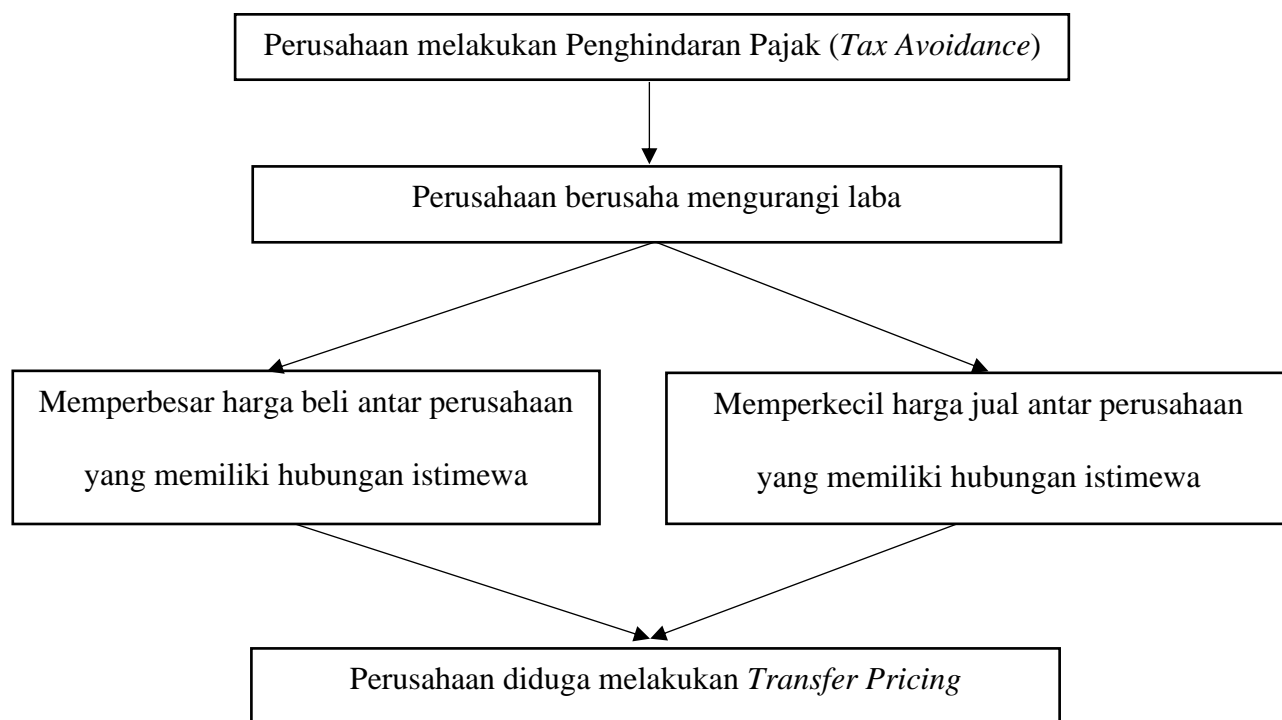 Perusahaan melakukan Penghindaran Pajak (Tax Avoidance)
Perusahaan berusaha mengurangi laba
Memperbesar harga beli antar perusahaan
yang memiliki hubungan istimewa
Memperkecil harga jual antar perusahaan
yang memiliki hubungan istimewa
Perusahaan diduga melakukan Transfer Pricing